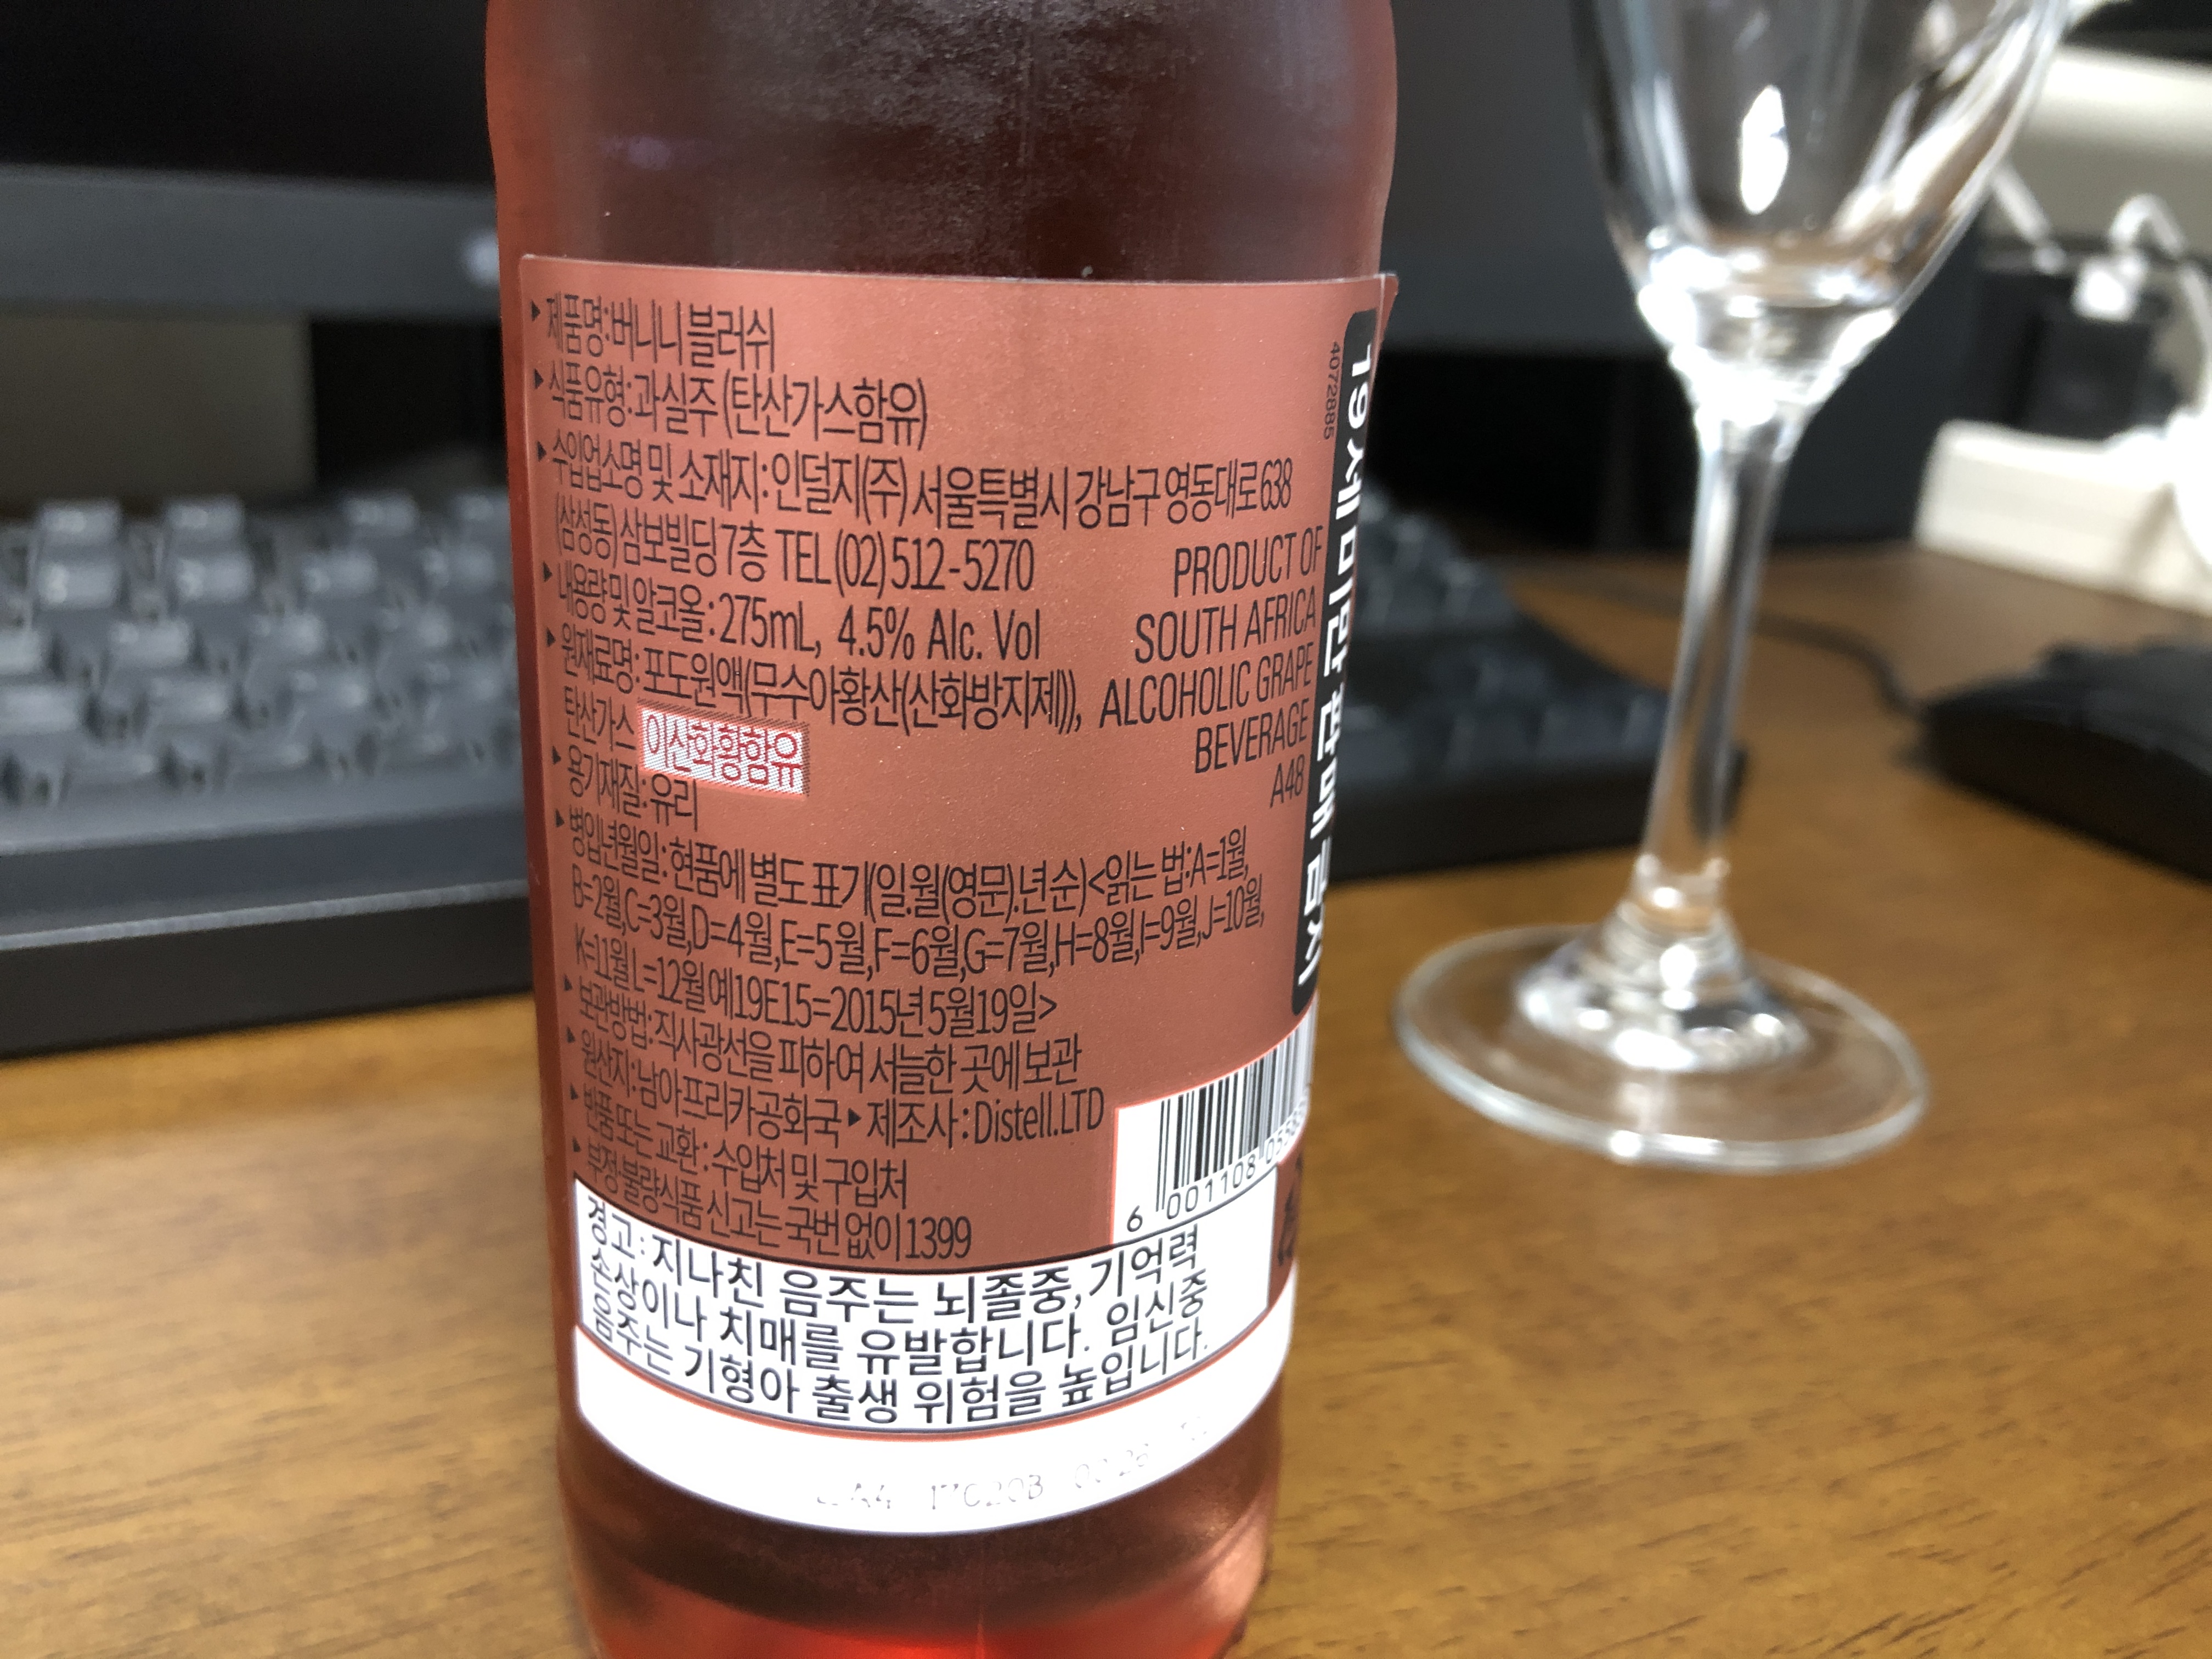 ▶제품명:버니니 블러쉬
▶식품유형:과실주 (탄산가스함유)
▶수입업소명 및 소재지:인덜지(주) 서울특별시 강남구 영동대로 638
(삼성동) 삼보빌딩 7층 TEL (02) 512-5270
▶내용량 및 알코올:275mL, 4.5% Alc. Vol
▶원재료명: 포도원액(무수아황산(산화방지제)),
탄산가스 이산화황함유
▶용기재질: 유리
▶병입년월일: 현품에 별도 표기(일.월(영문).년순)<읽는 법:A=1월,
B=2월,C=3월,D=4월,E=5월,F=6월,G=7월,H=8월,I=9월,J=10월,
K=11월L=12월 예)19E15=2015년 5월19일>
▶보관방법: 직사광선을 피하여 서늘한 곳에 보관
▶원산지:남아프리카공화국 ▶제조사 : Distell.LTD
▶반품 또는 교환 : 수입처 및 구입처
▶부정·불량식품 신고는 국번 없이 1399
PRODUCT OF
SOUTH AFRICA
ALCOHOLIC GRAPE
BEVERAGE
A48
4072885
19세 미만 판매 금지
6 001108
경고 : 지나친 음주는 뇌졸중, 기억력
손상이나 치매를 유발합니다. 임신중
음주는 기형아 출생 위험을 높입니다.